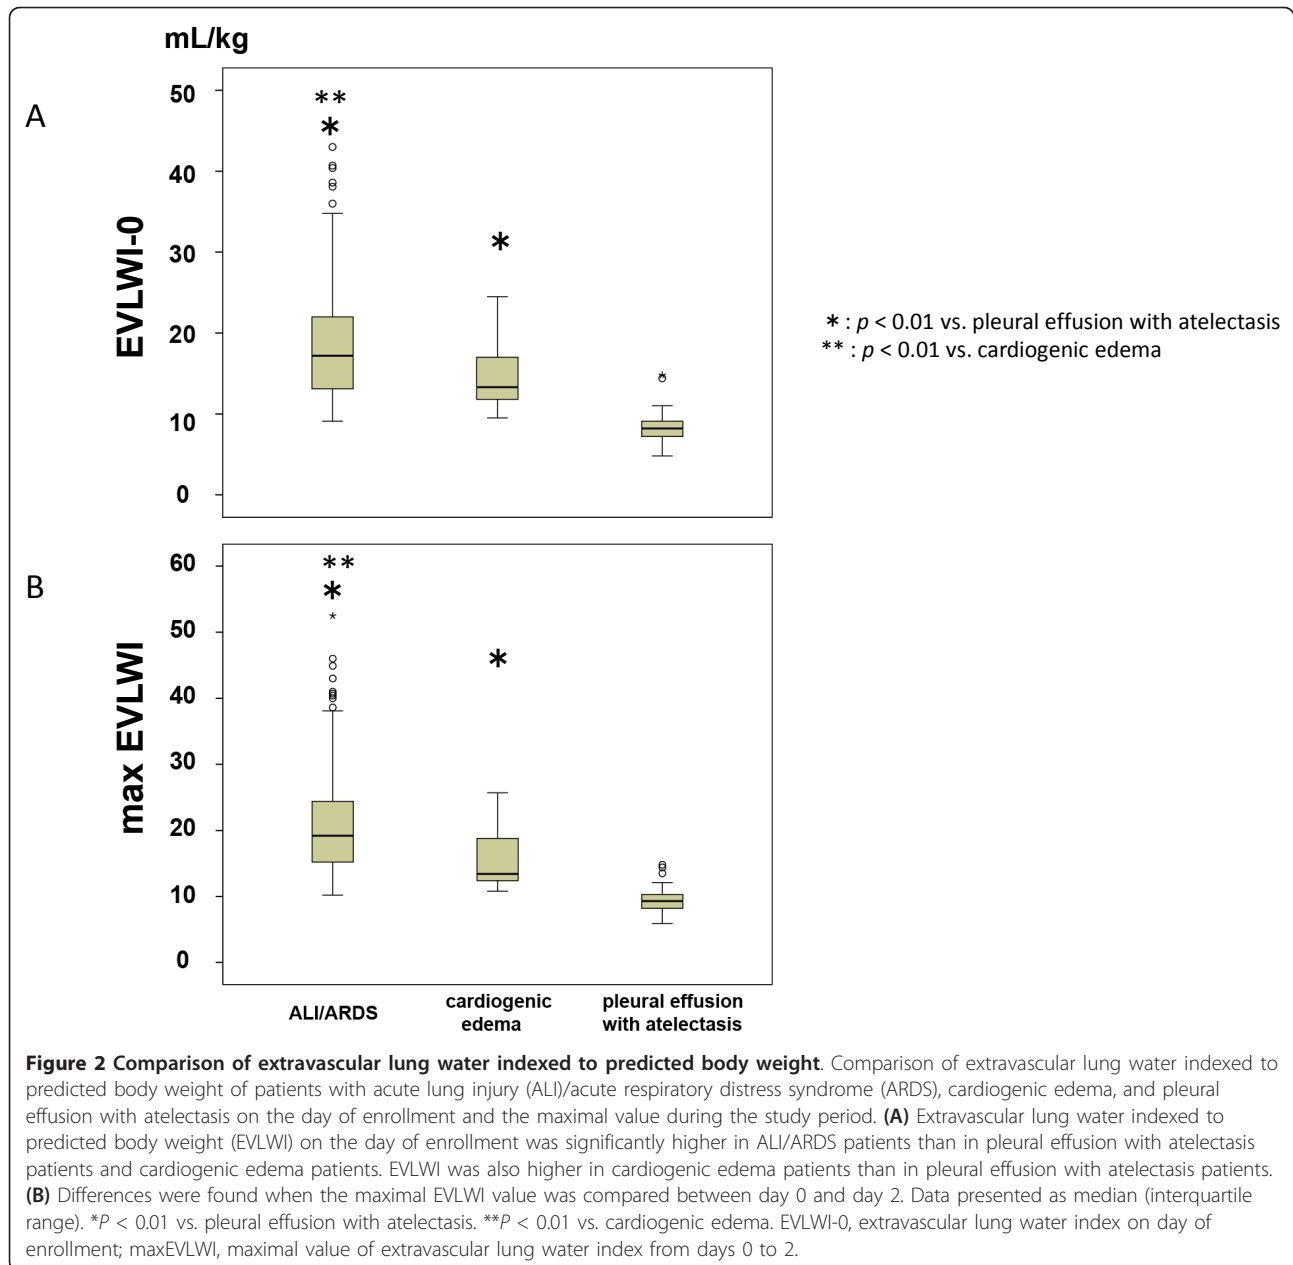 mL/kg
A
50
**
*
40
30
*
20
10
0
EVLWI-0
* : p < 0.01 vs. pleural effusion with atelectasis
** : p < 0.01 vs. cardiogenic edema
B
60
**
*
50
*
40
30
20
10
0
max EVLWI
ALI/ARDS
cardiogenic
edema
pleural effusion
with atelectasis
Figure 2 Comparison of extravascular lung water indexed to predicted body weight. Comparison of extravascular lung water indexed to
predicted body weight of patients with acute lung injury (ALI)/acute respiratory distress syndrome (ARDS), cardiogenic edema, and pleural
effusion with atelectasis on the day of enrollment and the maximal value during the study period. (A) Extravascular lung water indexed to
predicted body weight (EVLWI) on the day of enrollment was significantly higher in ALI/ARDS patients than in pleural effusion with atelectasis
patients and cardiogenic edema patients. EVLWI was also higher in cardiogenic edema patients than in pleural effusion with atelectasis patients.
(B) Differences were found when the maximal EVLWI value was compared between day 0 and day 2. Data presented as median (interquartile
range). *P < 0.01 vs. pleural effusion with atelectasis. **P < 0.01 vs. cardiogenic edema. EVLWI-0, extravascular lung water index on day of
enrollment; maxEVLWI, maximal value of extravascular lung water index from days 0 to 2.